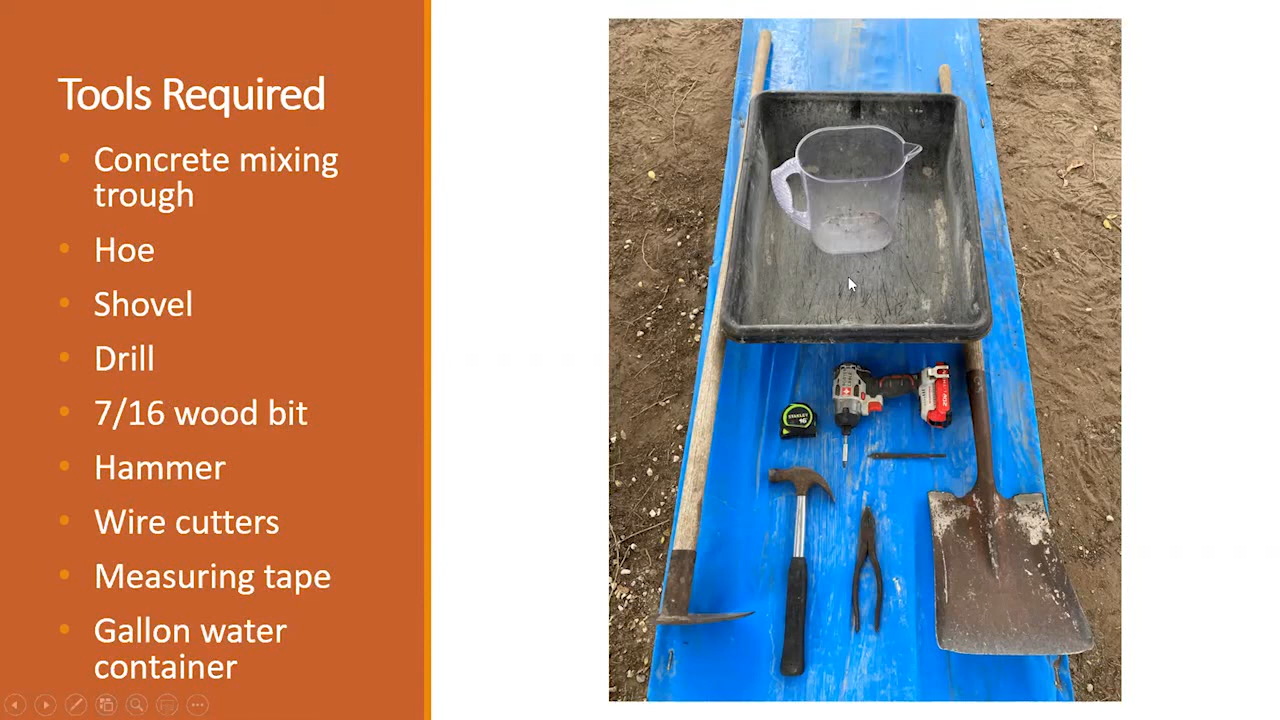 Tools Required
Concrete mixing
trough
Hoe
Shovel
Drill
7/16 wood bit
Hammer
Wire cutters
Measuring tape
Gallon water
container
STANLEY
16'